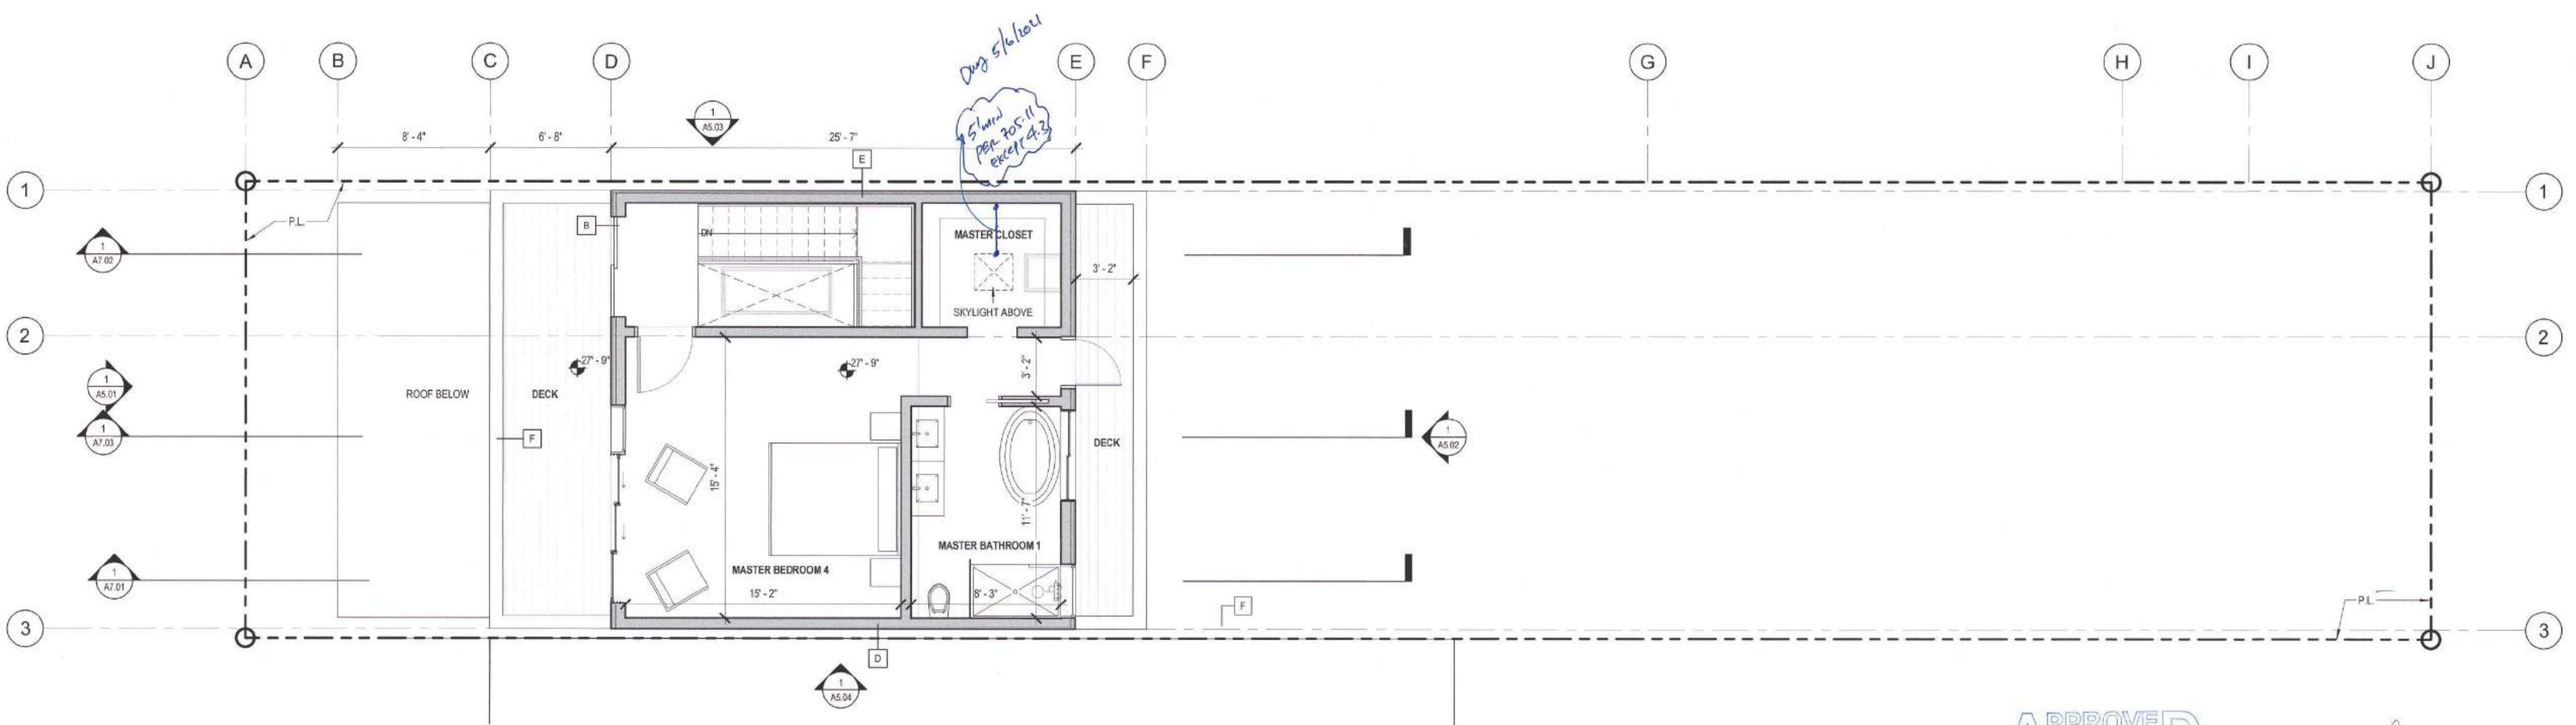 Dwg 5/6/2021
A B C D E F G H I J
5' min
PER 705.11
EXCEPT 4.3
1
A5.03
8' - 4" 6' - 8" 25' - 7"
E
1 1
P.L.
B
DN
MASTER CLOSET
1
A7.02
3' - 2"
SKYLIGHT ABOVE
2 2
27' - 9" 27' - 9"
3' - 2"
1
A5.01
ROOF BELOW DECK
1
A7.03
F
DECK
1
A5.02
15' - 4"
11' - 7"
MASTER BATHROOM 1
MASTER BEDROOM 4
1
A7.01
15' - 2" 8' - 3"
F
P.L.
3 3
D
1
A5.04
APPROVED